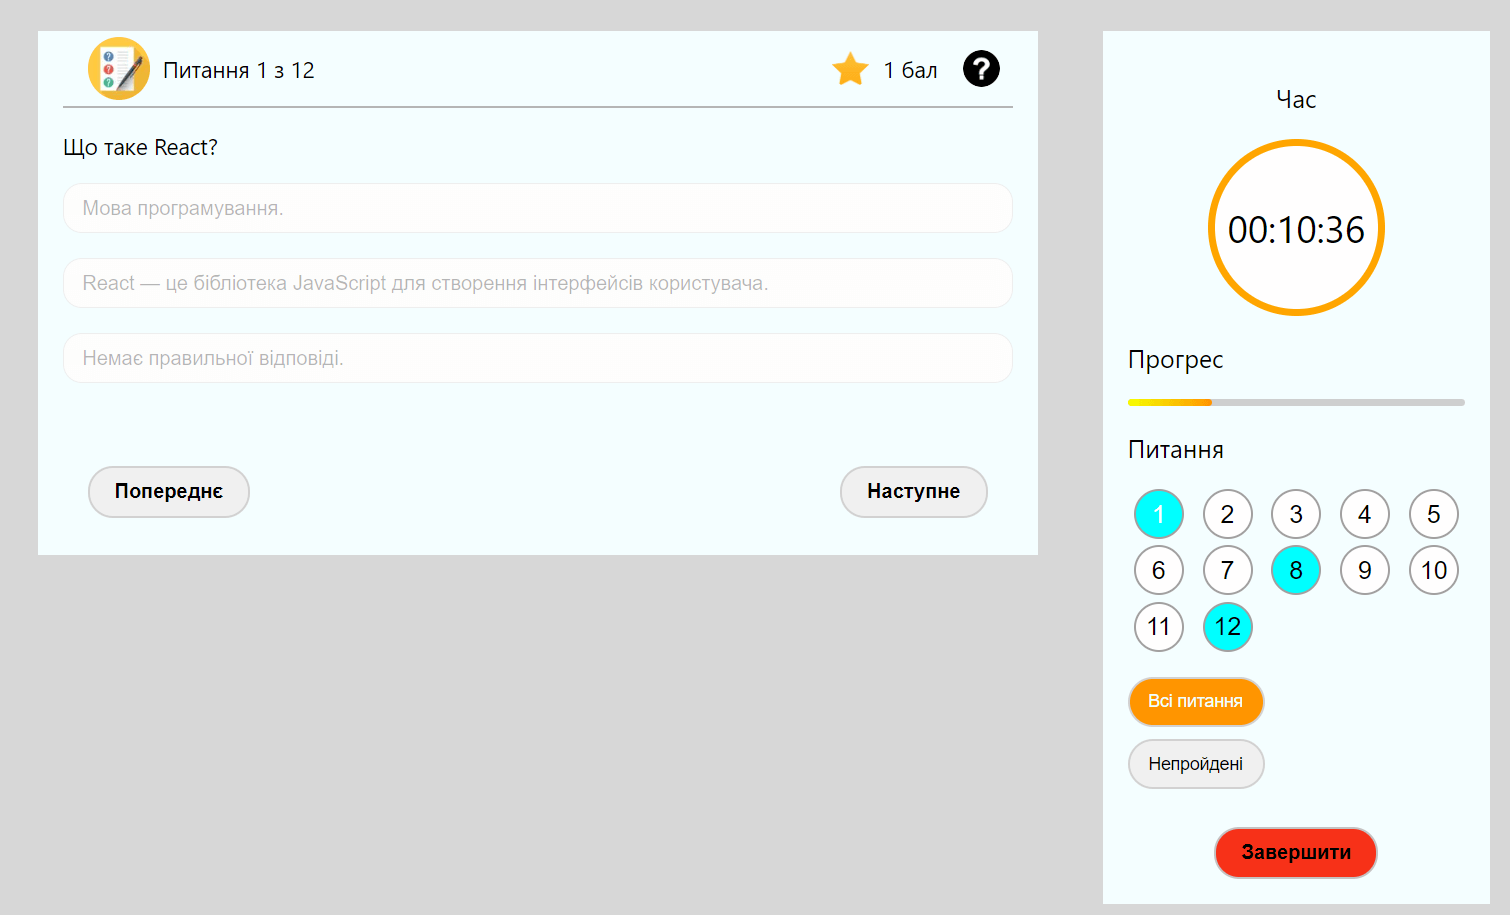 Питання 1 з 12
1 бал
?
Що таке React?
Мова програмування.
React — це бібліотека JavaScript для створення інтерфейсів користувача.
Немає правильної відповіді.
Попереднє
Наступне
Час
00:10:36
Прогрес
Питання
1 2 3 4 5
6 7 8 9 10
11 12
Всі питання
Непройдені
Завершити